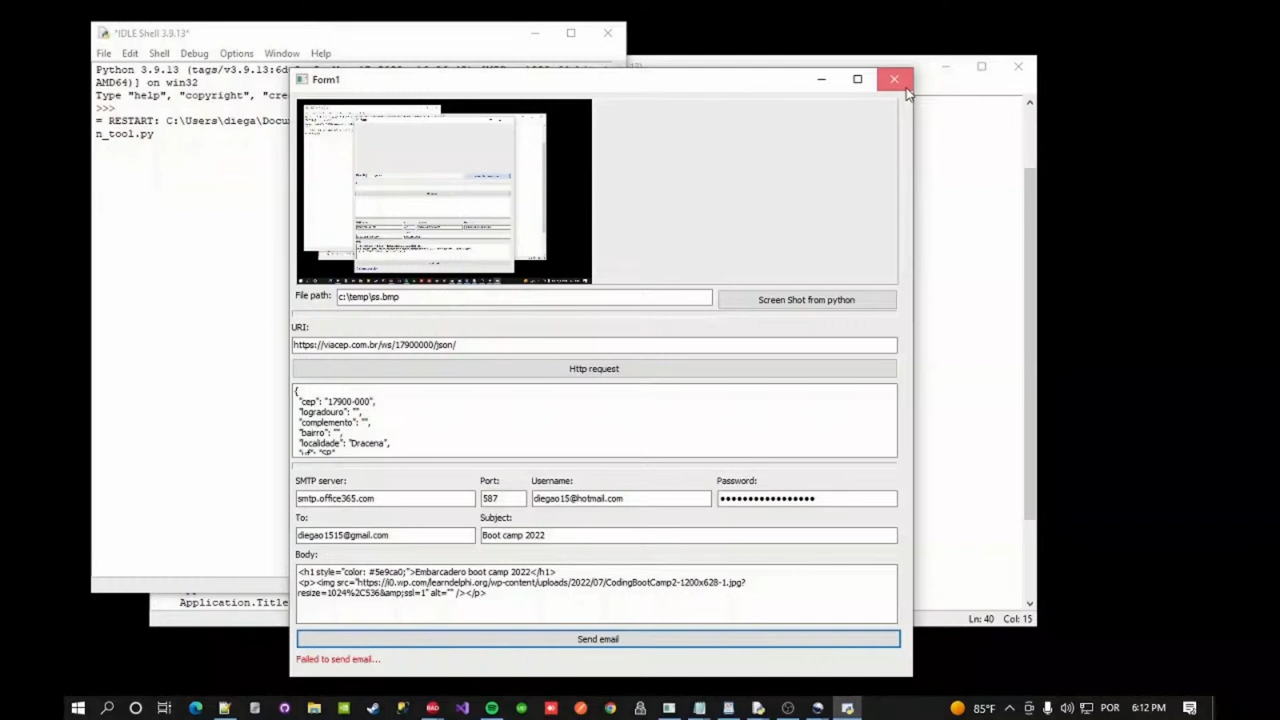 *IDLE Shell 3.9.13*
File Edit Shell Debug Options Window Help
Python 3.9.13 (tags/v3.9.13:6d
AMD64)] on win32
Type "help", "copyright", "cre
>>>
= RESTART: C:\Users\diega\Docu
n_tool.py
Form1
File path: c:\temp\ss.bmp
Screen Shot from python
URI:
https://viacep.com.br/ws/17900000/json/
Http request
{
"cep": "17900-000",
"logradouro": "",
"complemento": "",
"bairro": "",
"localidade": "Dracena",
"uf": "SP"
SMTP server: Port: Username: Password:
smtp.office365.com 587 diegao15@hotmail.com •••••••••••••••••
To: Subject:
diegao1515@gmail.com Boot camp 2022
Body:
<h1 style="color: #5e9ca0;">Embarcadero boot camp 2022</h1>
<p><img src="https://i0.wp.com/learndelphi.org/wp-content/uploads/2022/07/CodingBootCamp2-1200x628-1.jpg?
resize=1024%2C536&amp;ssl=1" alt="" /></p>
Application.Title
Ln: 40 Col: 15
Send email
Failed to send email...
85°F POR 6:12 PM